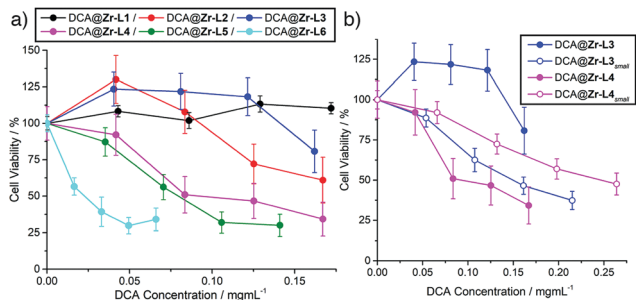 a)
DCA@Zr-L1 / DCA@Zr-L2 / DCA@Zr-L3
DCA@Zr-L4 / DCA@Zr-L5 / DCA@Zr-L6
Cell Viability / %
150
125
100
75
50
25
0
0.00 0.05 0.10 0.15
DCA Concentration / mgmL-1
b)
DCA@Zr-L3
DCA@Zr-L3small
DCA@Zr-L4
DCA@Zr-L4small
Cell Viability / %
150
125
100
75
50
25
0
0.00 0.05 0.10 0.15 0.20 0.25
DCA Concentration / mgmL-1